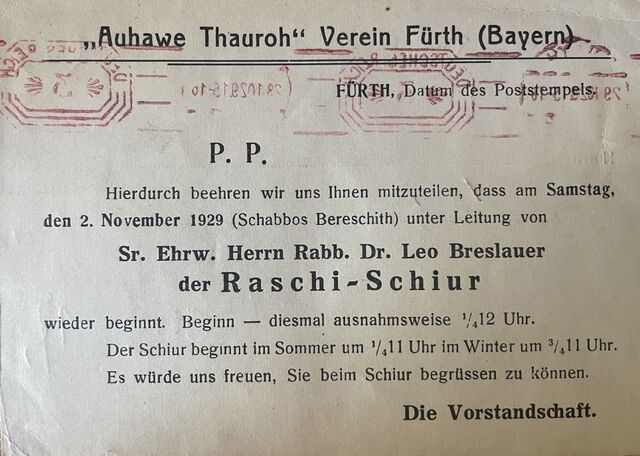 „Auhawe Thauroh“ Verein Fürth (Bayern)
FÜRTH, Datum des Poststempels.
P. P.
Hierdurch beehren wir uns Ihnen mitzuteilen, dass am Samstag,
den 2. November 1929 (Schabbos Bereschith) unter Leitung von
Sr. Ehrw. Herrn Rabb. Dr. Leo Breslauer
der Raschi-Schiur
wieder beginnt. Beginn — diesmal ausnahmsweise ¹/₄12 Uhr.
Der Schiur beginnt im Sommer um ¹/₄11 Uhr im Winter um ³/₄11 Uhr.
Es würde uns freuen, Sie beim Schiur begrüssen zu können.
Die Vorstandschaft.